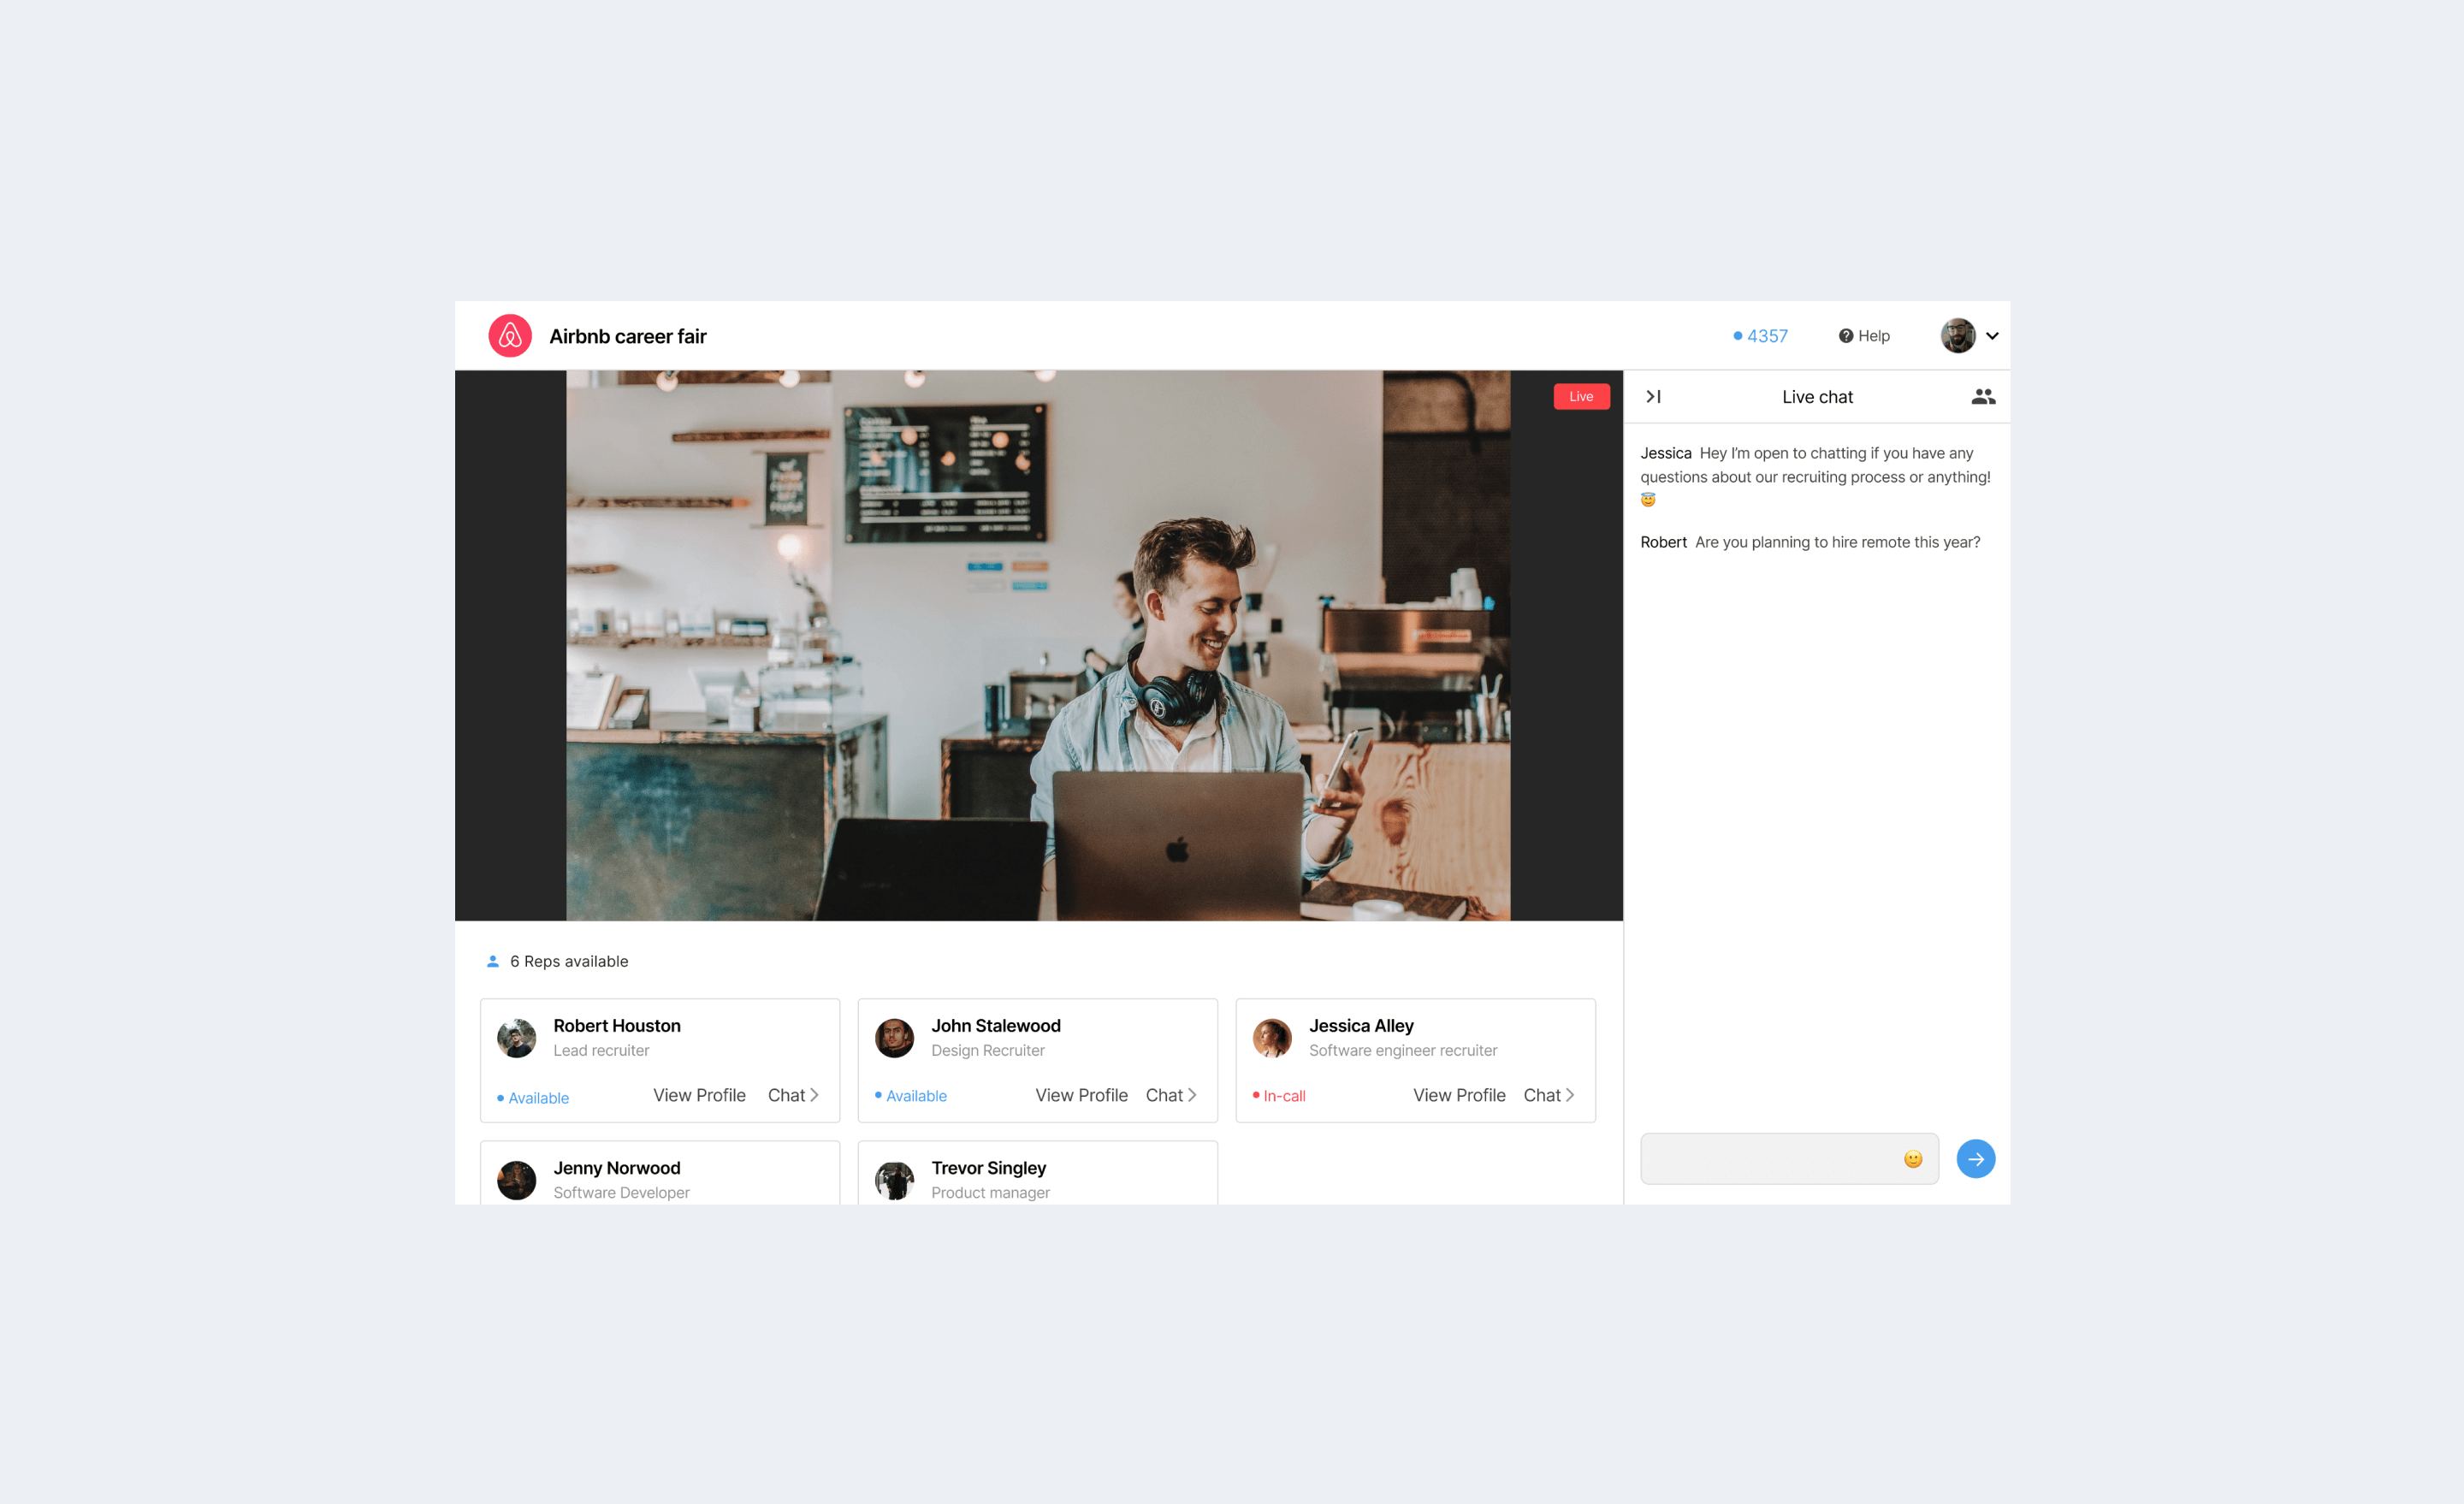 Airbnb career fair
4357
Help
Live
Live chat
Jessica Hey I'm open to chatting if you have any
questions about our recruiting process or anything!
😇
Robert Are you planning to hire remote this year?
6 Reps available
Robert Houston
Lead recruiter
Available
View Profile
Chat
John Stalewood
Design Recruiter
Available
View Profile
Chat
Jessica Alley
Software engineer recruiter
In-call
View Profile
Chat
Jenny Norwood
Software Developer
Trevor Singley
Product manager